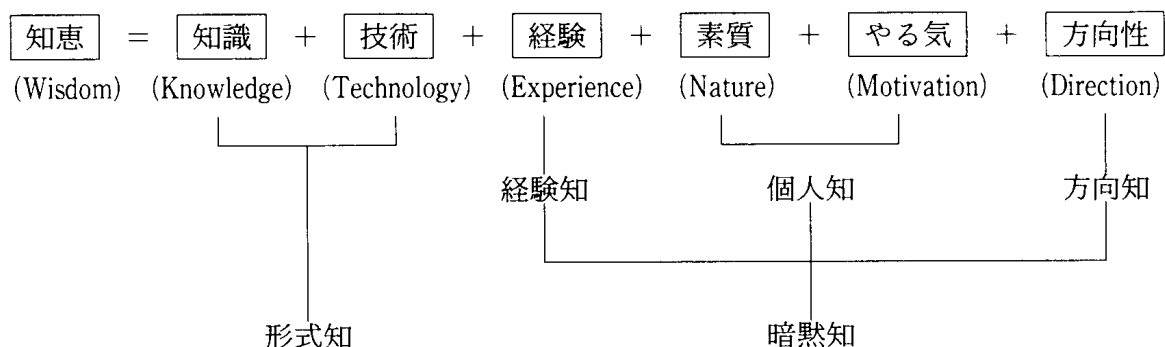 知恵 = 知識 + 技術 + 経験 + 素質 + やる気 + 方向性
(Wisdom) (Knowledge) (Technology) (Experience) (Nature) (Motivation) (Direction)
経験知 個人知 方向知
形式知 暗黙知